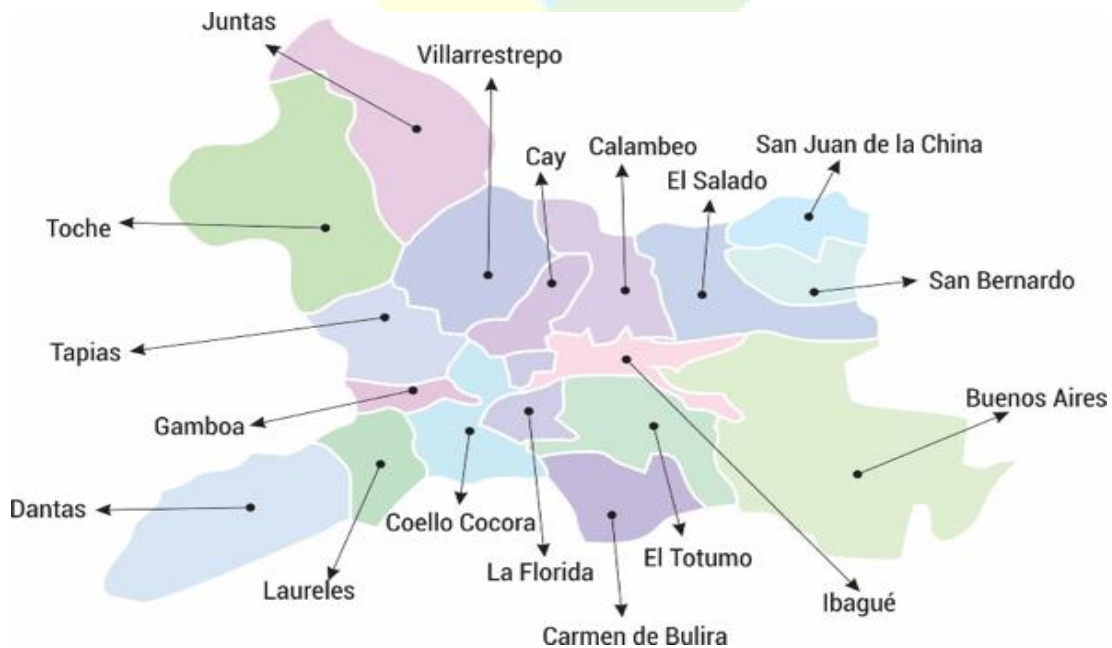 Juntas
Villarrestrepo
Cay
Calambeo
San Juan de la China
El Salado
Toche
San Bernardo
Tapias
Buenos Aires
Gamboa
Dantas
Coello Cocora
Laureles
La Florida
El Totumo
Ibagué
Carmen de Bulira